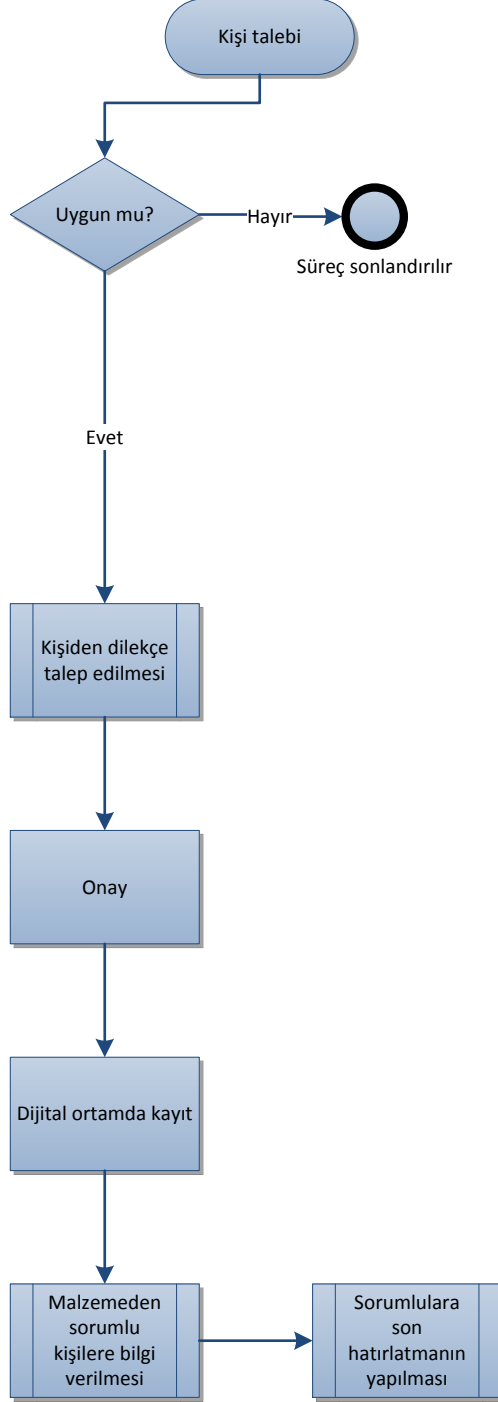 Kişi talebi
Uygun mu?
Hayır
Süreç sonlandırılır
Evet
Kişiden dilekçe
talep edilmesi
Onay
Dijital ortamda kayıt
Malzemeden
sorumlu
kişilere bilgi
verilmesi
Sorumlulara
son
hatırlatmanın
yapılması